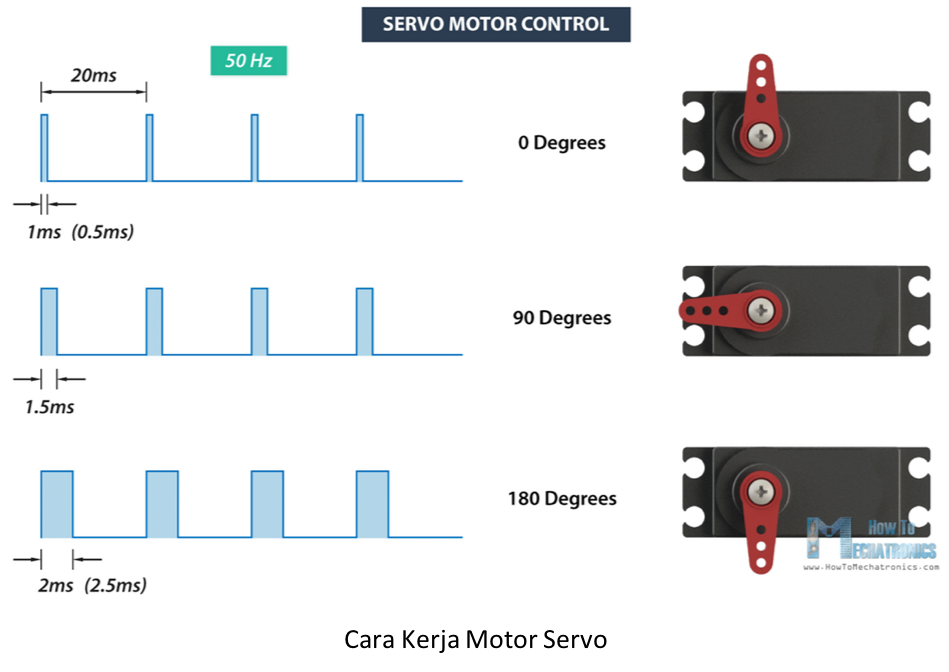 SERVO MOTOR CONTROL
50 Hz
20ms
0 Degrees
1ms (0.5ms)
90 Degrees
1.5ms
180 Degrees
How To
MECHATRONICS
www.HowToMechatronics.com
2ms (2.5ms)
Cara Kerja Motor Servo